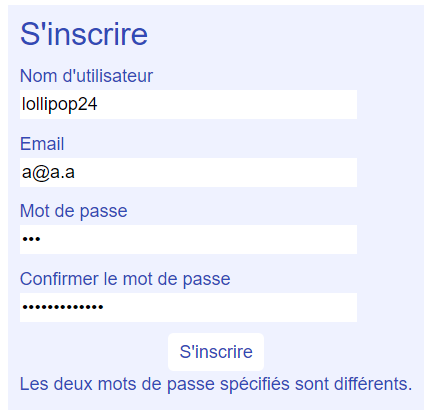 S'inscrire
Nom d'utilisateur
lollipop24
Email
a@a.a
Mot de passe
•••
Confirmer le mot de passe
•••••••••••••
S'inscrire
Les deux mots de passe spécifiés sont différents.